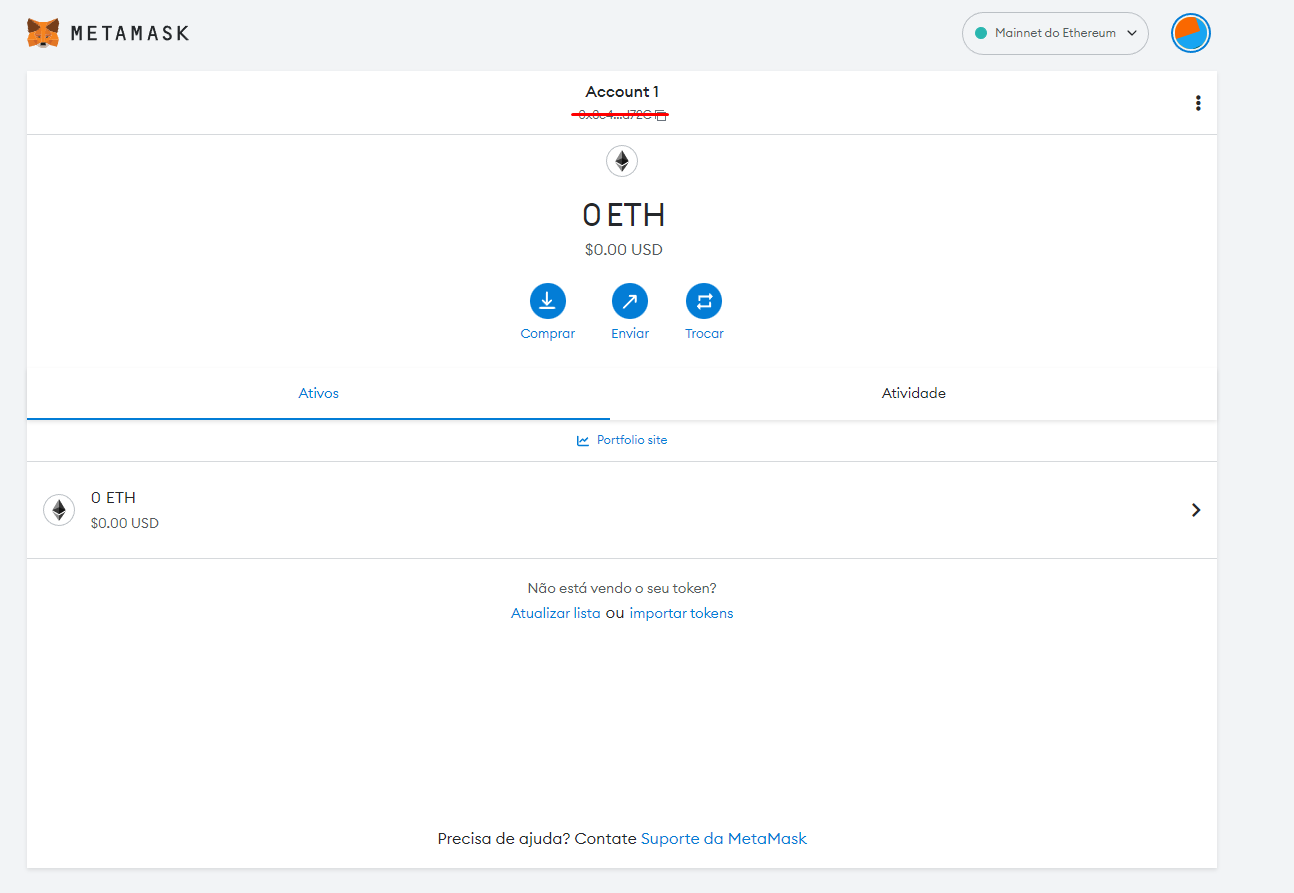 METAMASK
Mainnet do Ethereum
Account 1
0 ETH
$0.00 USD
Comprar
Enviar
Trocar
Ativos
Atividade
Portfolio site
0 ETH
$0.00 USD
Não está vendo o seu token?
Atualizar lista ou importar tokens
Precisa de ajuda? Contate Suporte da MetaMask